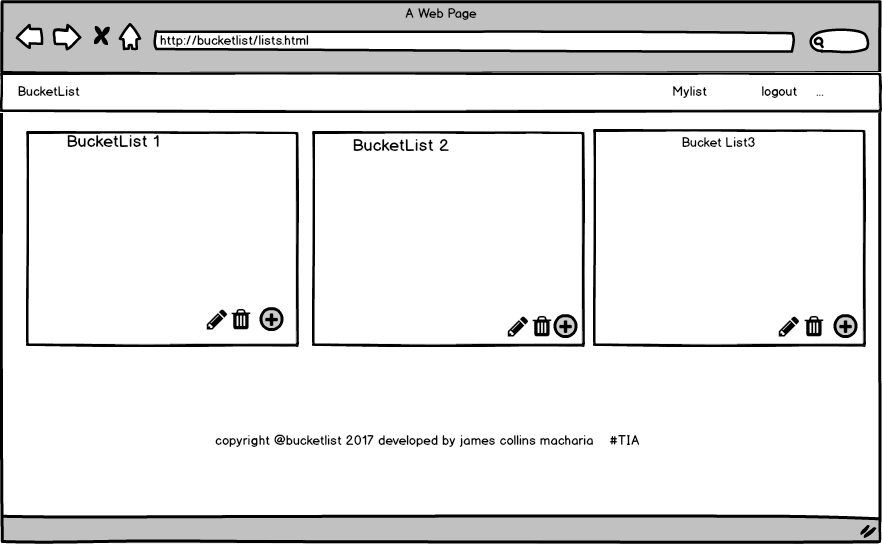 A Web Page
http://bucketlist/lists.html
BucketList Mylist logout ...
BucketList 1
BucketList 2
Bucket List3
copyright @bucketlist 2017 developed by james collins macharia #TIA